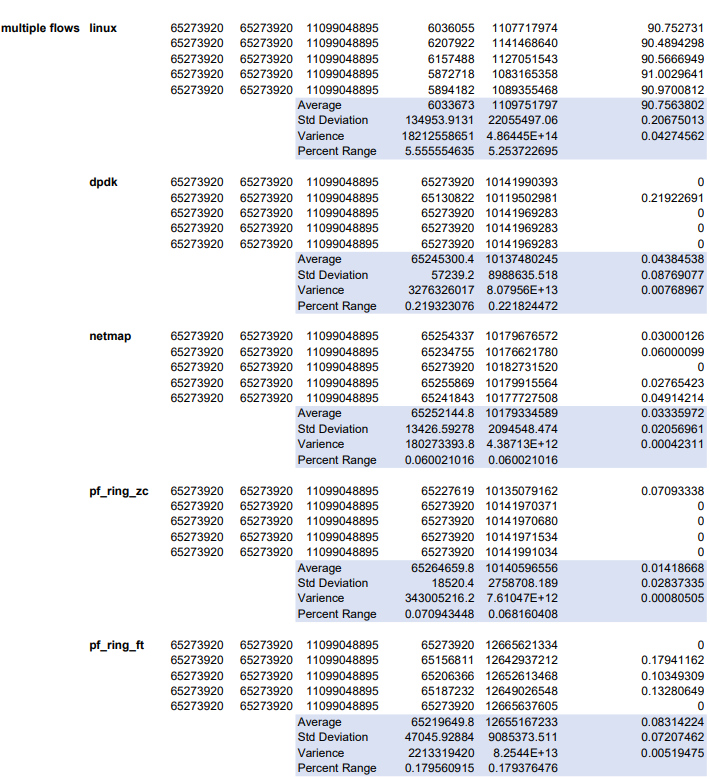 multiple flows linux 65273920 65273920 11099048895 6036055 1107717974 90.752731
65273920 65273920 11099048895 6207922 1141468640 90.4894298
65273920 65273920 11099048895 6157488 1127051543 90.5666949
65273920 65273920 11099048895 5872718 1083165358 91.0029641
65273920 65273920 11099048895 5894182 1089355468 90.9700812
Average 6033673 1109751797 90.7563802
Std Deviation 134953.9131 22055497.06 0.20675013
Varience 18212558651 4.86445E+14 0.04274562
Percent Range 5.555554635 5.253722695
dpdk 65273920 65273920 11099048895 65273920 10141990393 0
65273920 65273920 11099048895 65130822 10119502981 0.21922691
65273920 65273920 11099048895 65273920 10141969283 0
65273920 65273920 11099048895 65273920 10141969283 0
65273920 65273920 11099048895 65273920 10141969283 0
Average 65245300.4 10137480245 0.04384538
Std Deviation 57239.2 8988635.518 0.08769077
Varience 3276326017 8.07956E+13 0.00768967
Percent Range 0.219323076 0.221824472
netmap 65273920 65273920 11099048895 65254337 10179676572 0.03000126
65273920 65273920 11099048895 65234755 10176621780 0.06000099
65273920 65273920 11099048895 65273920 10182731520 0
65273920 65273920 11099048895 65255869 10179915564 0.02765423
65273920 65273920 11099048895 65241843 10177727508 0.04914214
Average 65252144.8 10179334589 0.03335972
Std Deviation 13426.59278 2094548.474 0.02056961
Varience 180273393.8 4.38713E+12 0.00042311
Percent Range 0.060021016 0.060021016
pf_ring_zc 65273920 65273920 11099048895 65227619 10135079162 0.07093338
65273920 65273920 11099048895 65273920 10141970371 0
65273920 65273920 11099048895 65273920 10141970680 0
65273920 65273920 11099048895 65273920 10141971534 0
65273920 65273920 11099048895 65273920 10141991034 0
Average 65264659.8 10140596556 0.01418668
Std Deviation 18520.4 2758708.189 0.02837335
Varience 343005216.2 7.61047E+12 0.00080505
Percent Range 0.070943448 0.068160408
pf_ring_ft 65273920 65273920 11099048895 65273920 12665621334 0
65273920 65273920 11099048895 65156811 12642937212 0.17941162
65273920 65273920 11099048895 65206366 12652613468 0.10349309
65273920 65273920 11099048895 65187232 12649026548 0.13280649
65273920 65273920 11099048895 65273920 12665637605 0
Average 65219649.8 12655167233 0.08314224
Std Deviation 47045.92884 9085373.511 0.07207462
Varience 2213319420 8.2544E+13 0.00519475
Percent Range 0.179560915 0.179376476